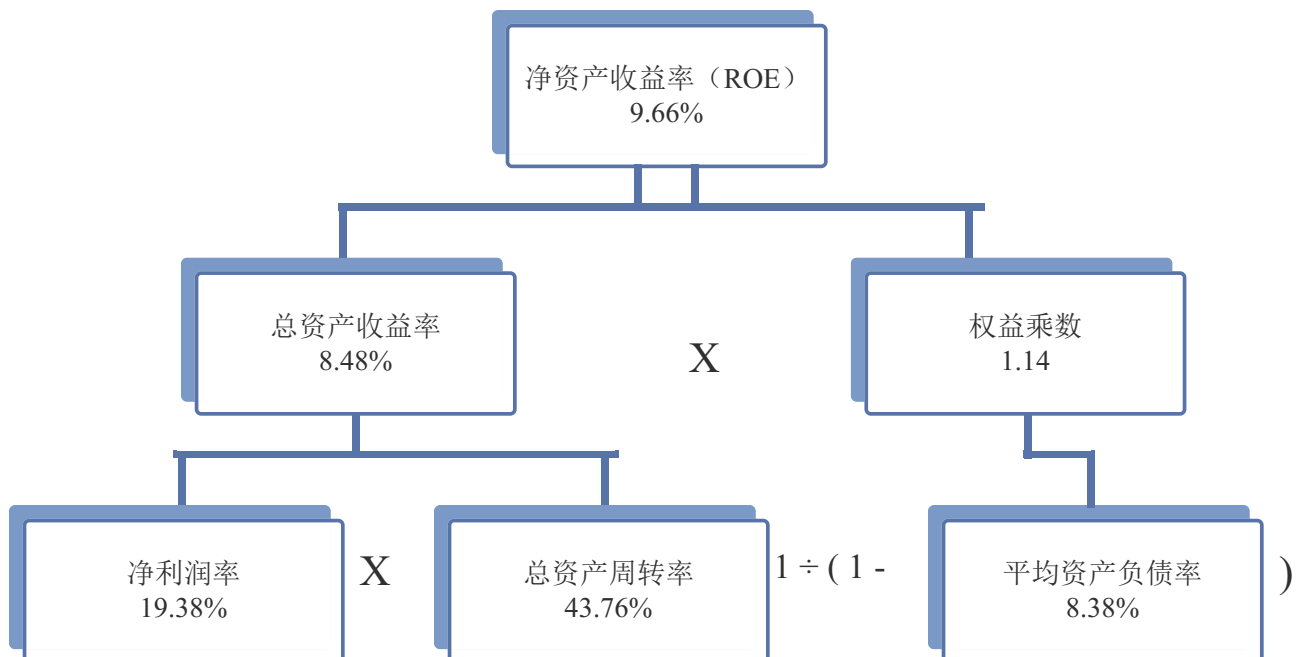 净资产收益率（ROE）
9.66%
总资产收益率
8.48%
X
权益乘数
1.14
净利润率
19.38%
X
总资产周转率
43.76%
1 ÷ ( 1 -
平均资产负债率
8.38%
)